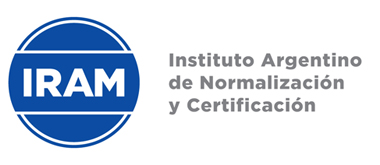 IRAM
Instituto Argentino
de Normalización
y Certificación